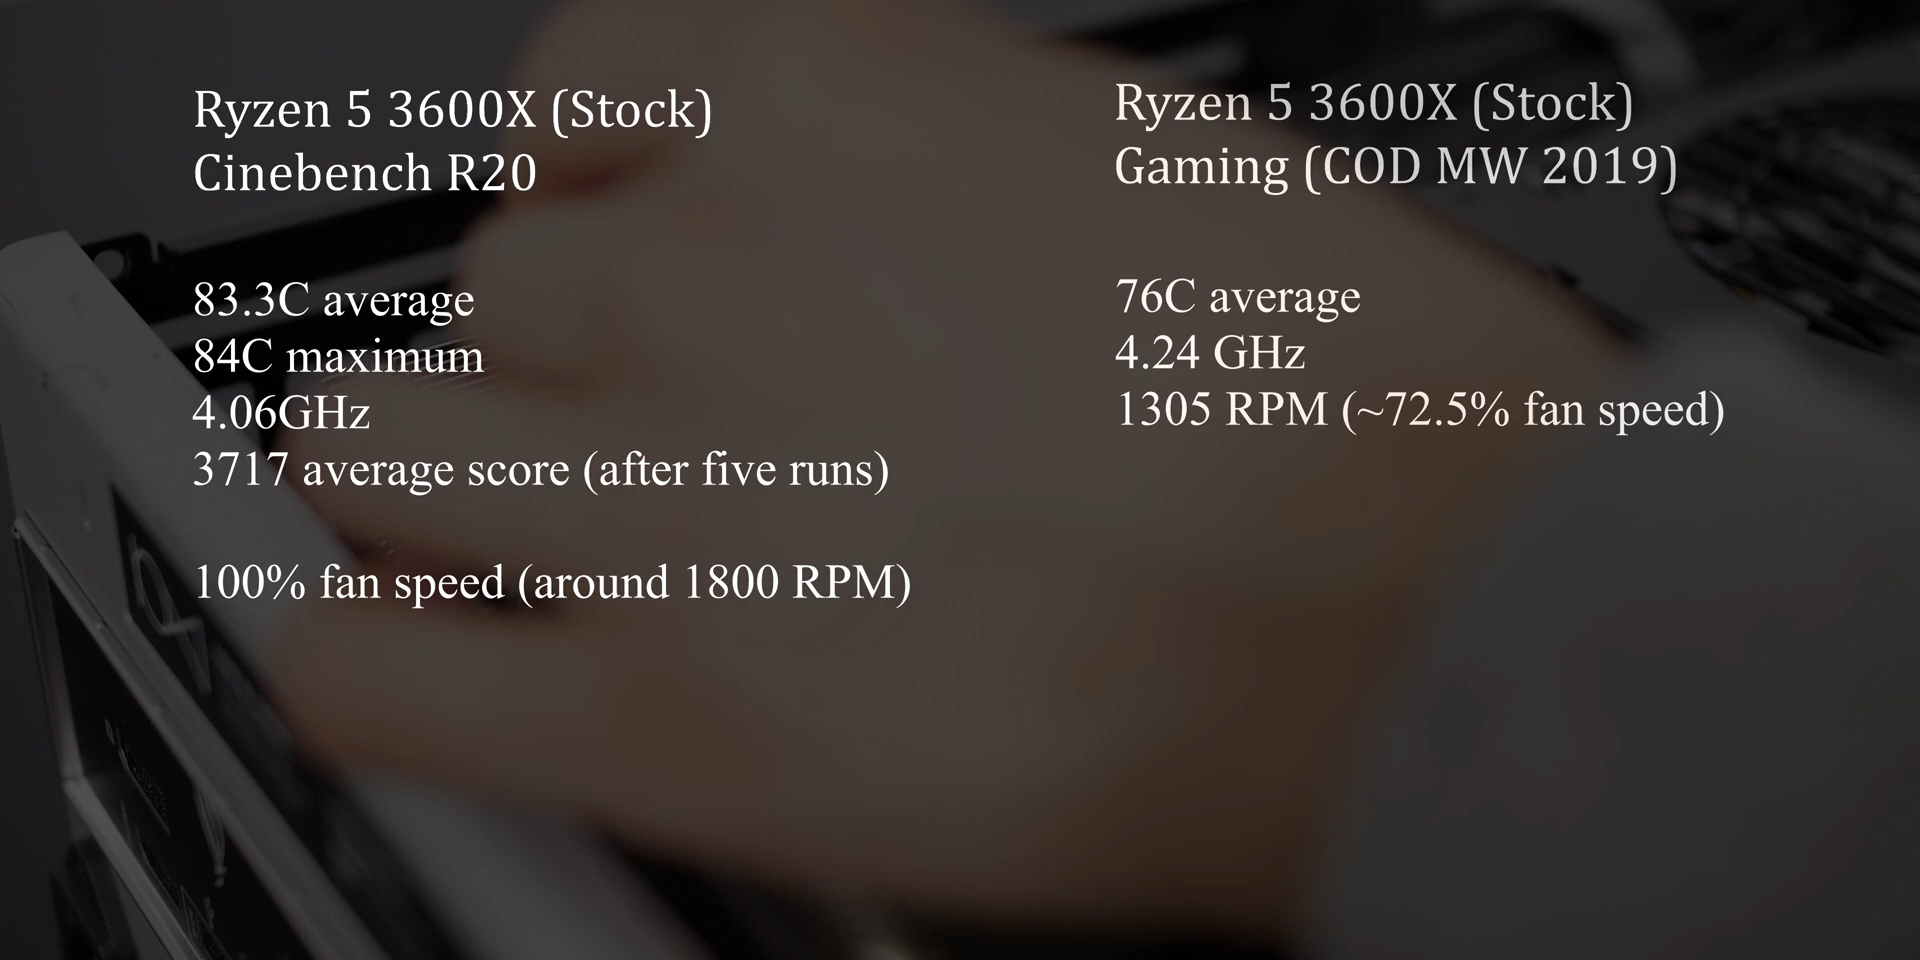 Ryzen 5 3600X (Stock)
Cinebench R20
83.3C average
84C maximum
4.06GHz
3717 average score (after five runs)
100% fan speed (around 1800 RPM)
Ryzen 5 3600X (Stock)
Gaming (COD MW 2019)
76C average
4.24 GHz
1305 RPM (~72.5% fan speed)